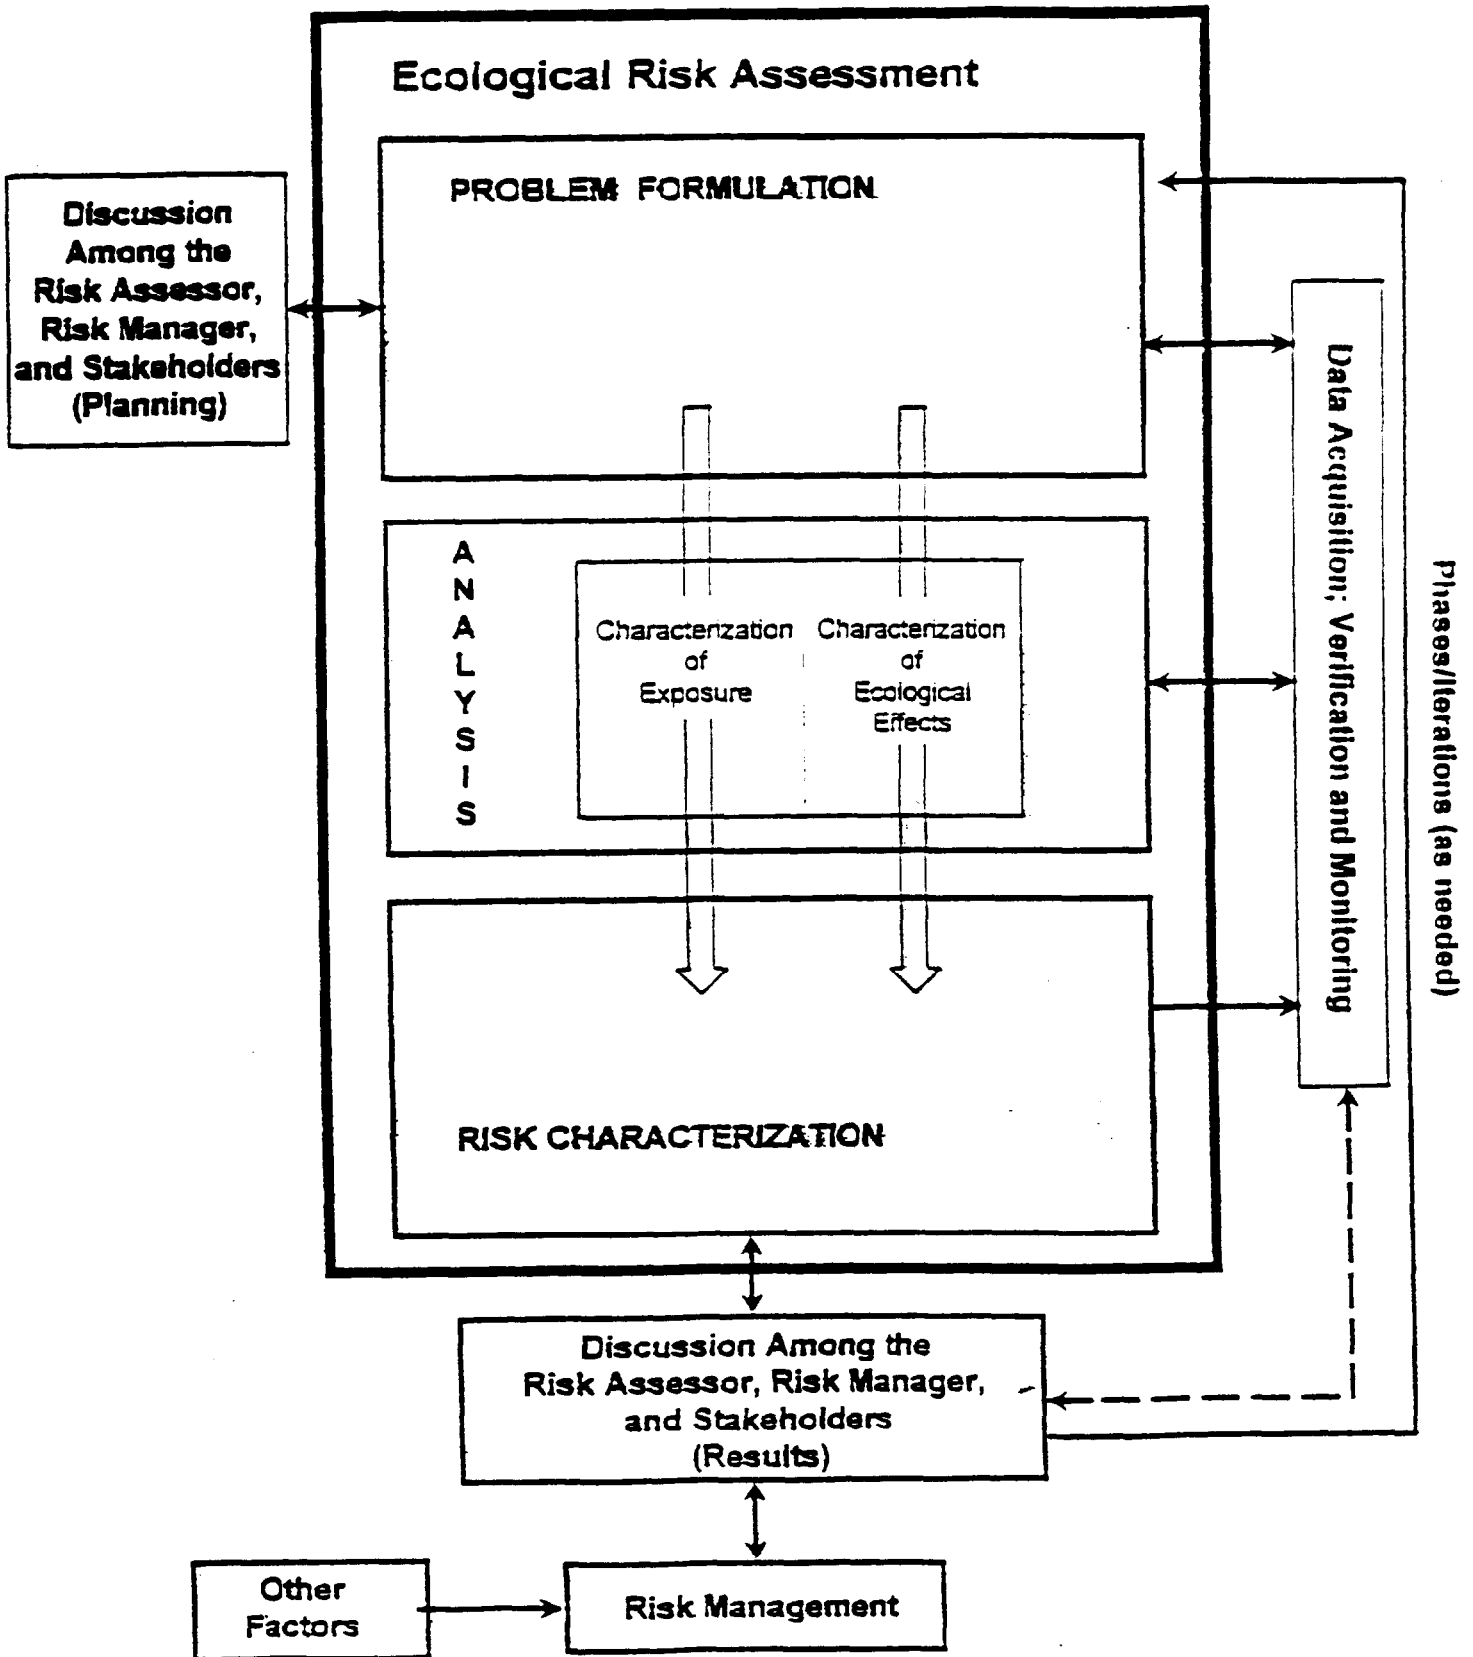 Ecological Risk Assessment
PROBLEM FORMULATION
Discussion
Among the
Risk Assessor,
Risk Manager,
and Stakeholders
(Planning)
A
N
A
L
Y
S
I
S
Characterization
of
Exposure
Characterization
of
Ecological
Effects
Data Acquisition; Verification and Monitoring
Phases/Iterations (as needed)
RISK CHARACTERIZATION
Discussion Among the
Risk Assessor, Risk Manager,
and Stakeholders
(Results)
Other
Factors
Risk Management